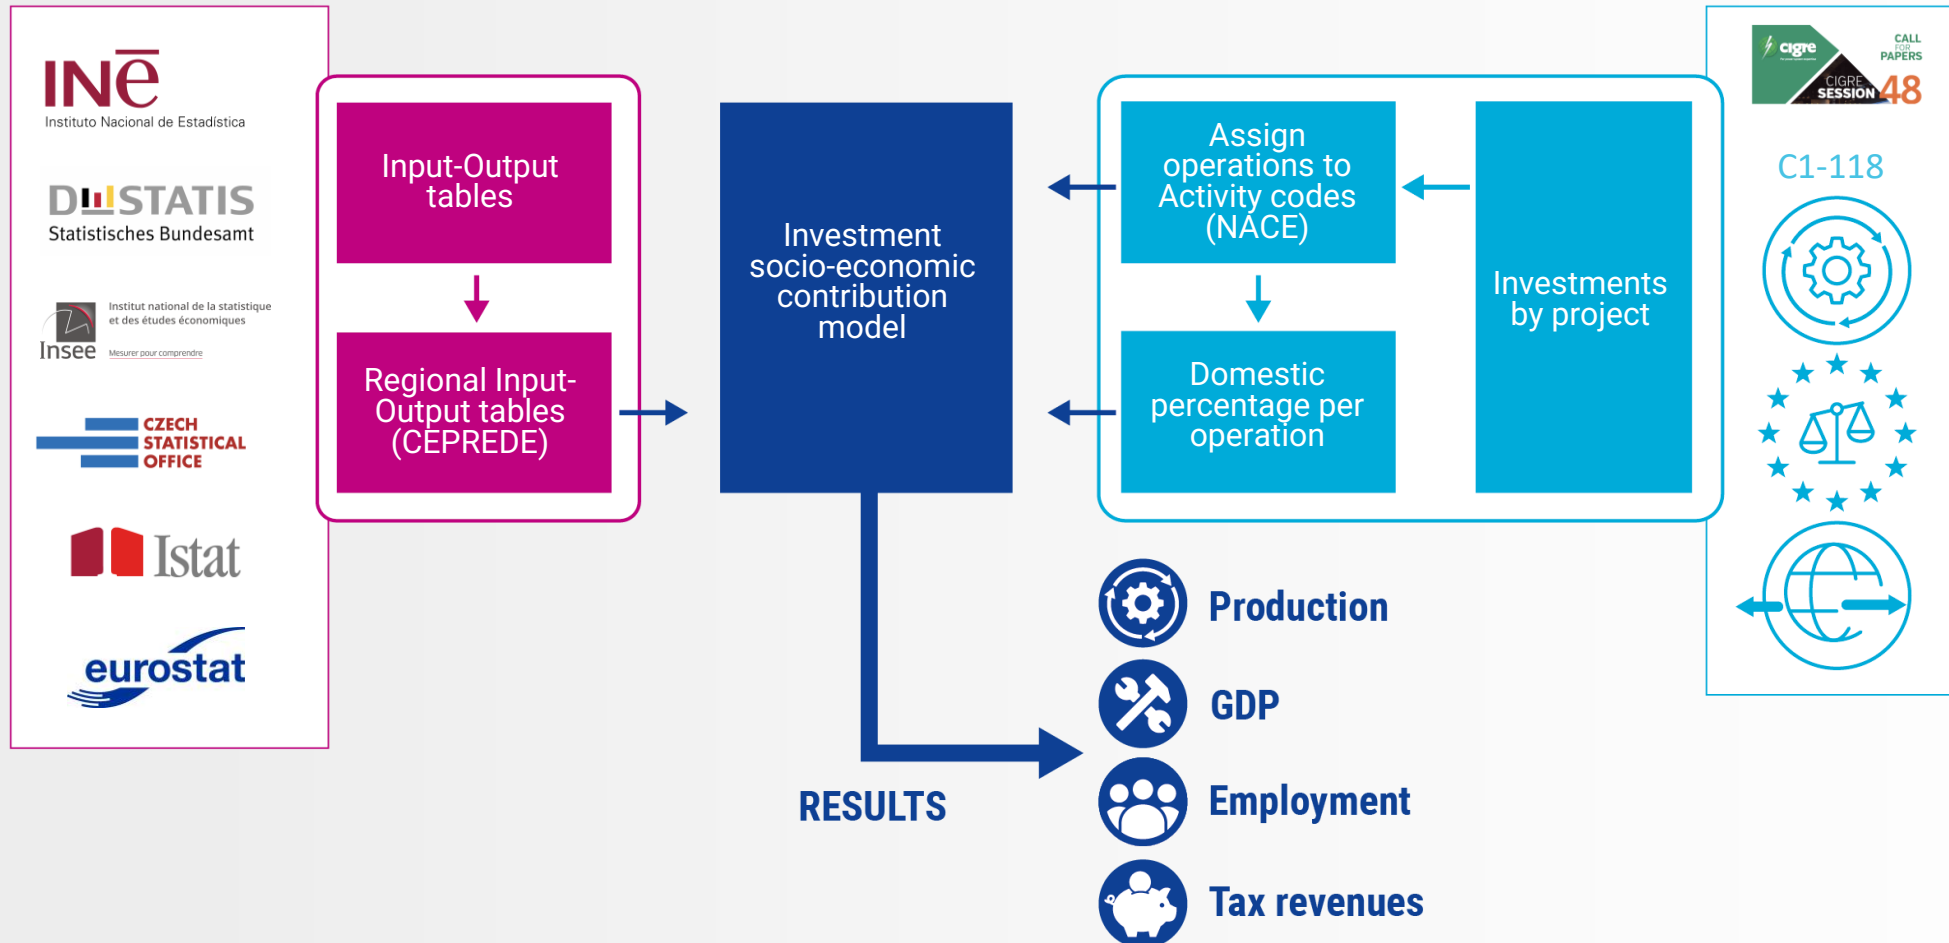 INe
Instituto Nacional de Estadística
DESTATIS
Statistisches Bundesamt
Insee
Institut national de la statistique
et des études économiques
Mesurer pour comprendre
CZECH
STATISTICAL
OFFICE
Istat
eurostat
Input-Output
tables
Regional Input-
Output tables
(CEPREDE)
Investment
socio-economic
contribution
model
Assign
operations to
Activity codes
(NACE)
Domestic
percentage per
operation
Investments
by project
cigre
CALL
FOR
PAPERS
CIGRE
SESSION 48
C1-118
RESULTS
Production
GDP
Employment
Tax revenues